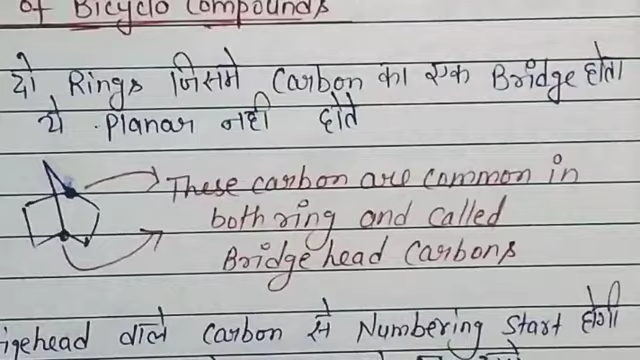 of Bicyclo Compounds
दो Rings जिसमे Carbon का एक Bridge होता
ये Planar नही होते
These carbon are common in
both ring and called
Bridge head Carbons
igehead वाले Carbon से Numbering Start होगी